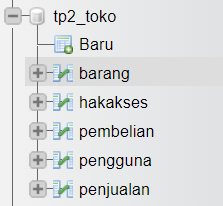 tp2_toko
Baru
barang
hakakses
pembelian
pengguna
penjualan